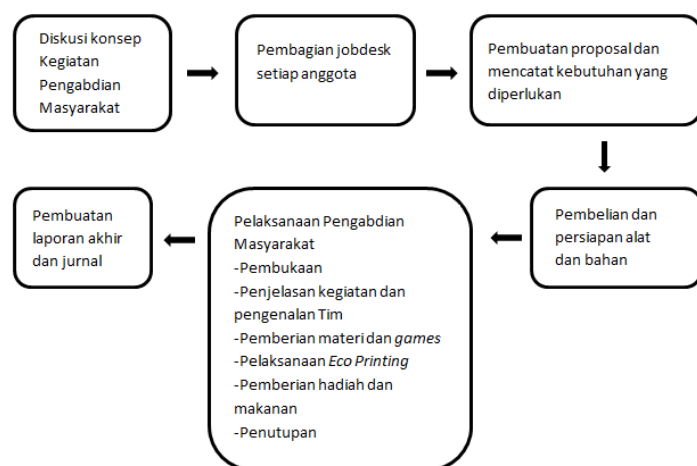 Diskusi konsep
Kegiatan
Pengabdian
Masyarakat
Pembagian jobdesk
setiap anggota
Pembuatan proposal dan
mencatat kebutuhan yang
diperlukan
Pembelian dan
persiapan alat
dan bahan
Pelaksanaan Pengabdian
Masyarakat
-Pembukaan
-Penjelasan kegiatan dan
pengenalan Tim
-Pemberian materi dan games
-Pelaksanaan Eco Printing
-Pemberian hadiah dan
makanan
-Penutupan
Pembuatan
laporan akhir
dan jurnal